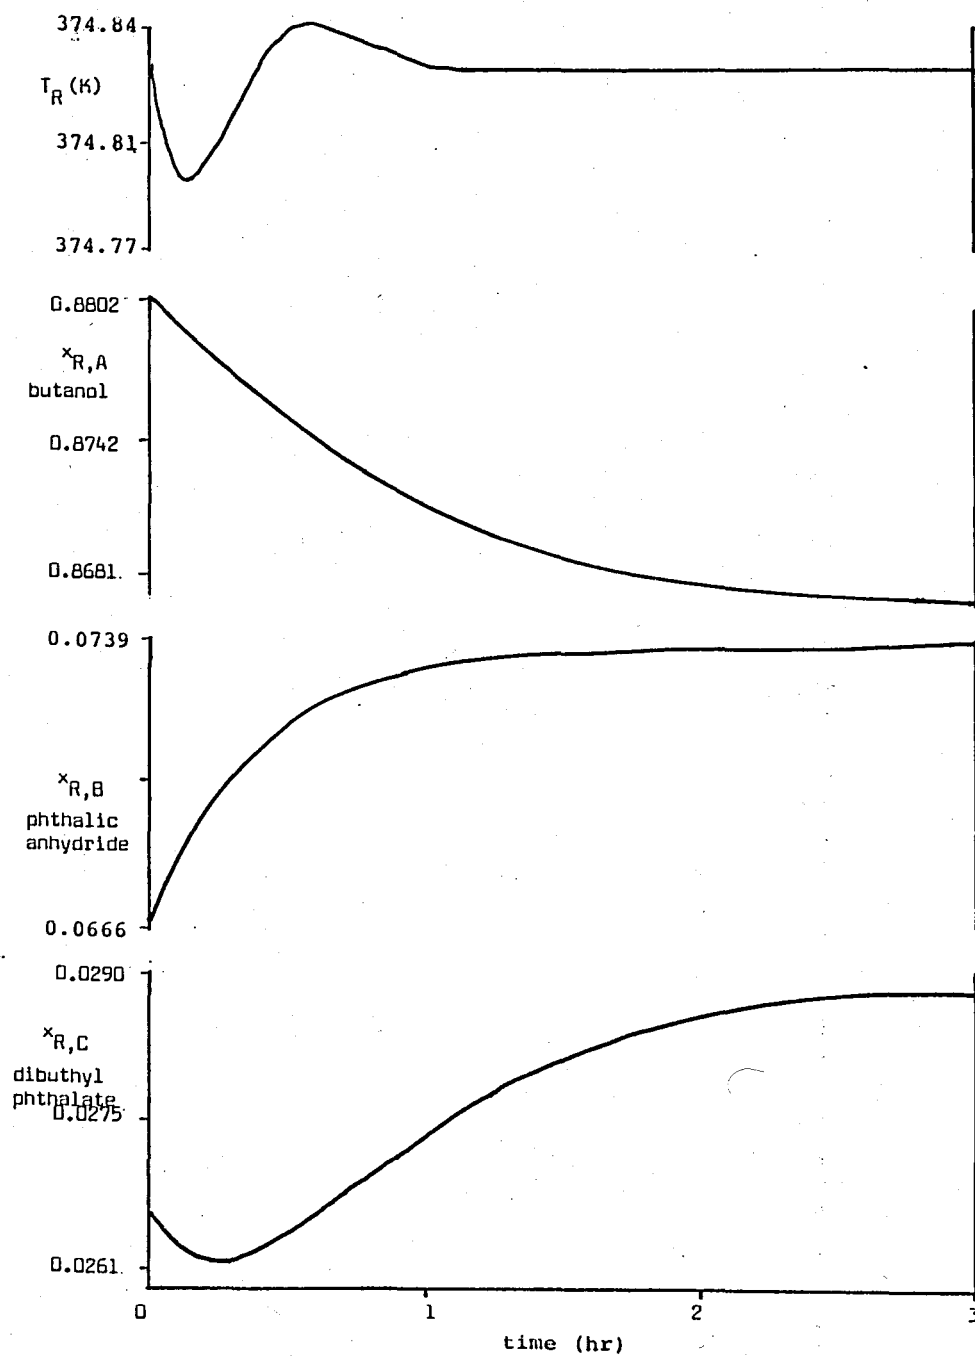 374.84
T_R (K)
374.81
374.77
0.8802
x_R,A
butanol
0.8742
0.8681
0.0739
x_R,B
phthalic
anhydride
0.0666
0.0290
x_R,C
dibuthyl
phthalate
0.0275
0.0261
0 1 2 3
time (hr)